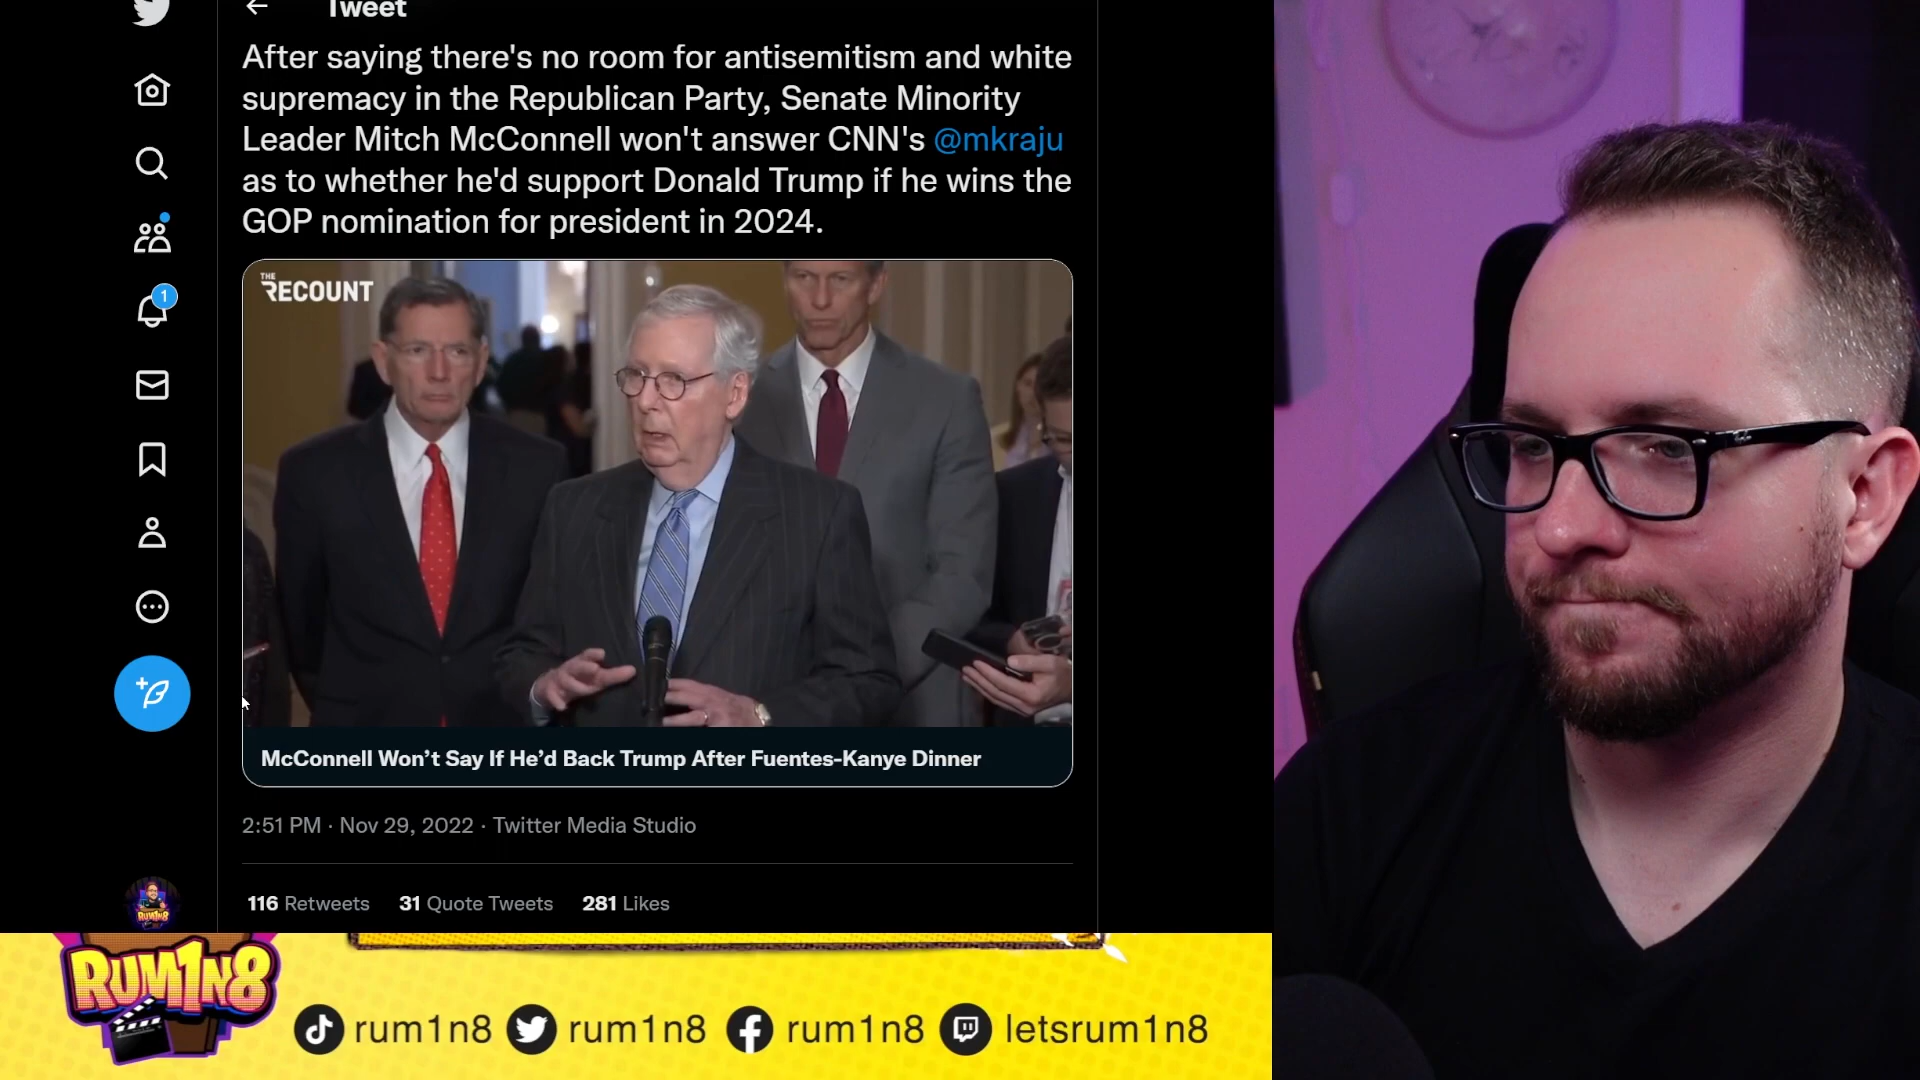 Tweet
After saying there's no room for antisemitism and white
supremacy in the Republican Party, Senate Minority
Leader Mitch McConnell won't answer CNN's @mkraju
as to whether he'd support Donald Trump if he wins the
GOP nomination for president in 2024.
1
THE
RECOUNT
McConnell Won’t Say If He’d Back Trump After Fuentes-Kanye Dinner
2:51 PM · Nov 29, 2022 · Twitter Media Studio
116 Retweets 31 Quote Tweets 281 Likes
RUM1N8
RUM1N8
rum1n8 rum1n8 rum1n8 letsrum1n8